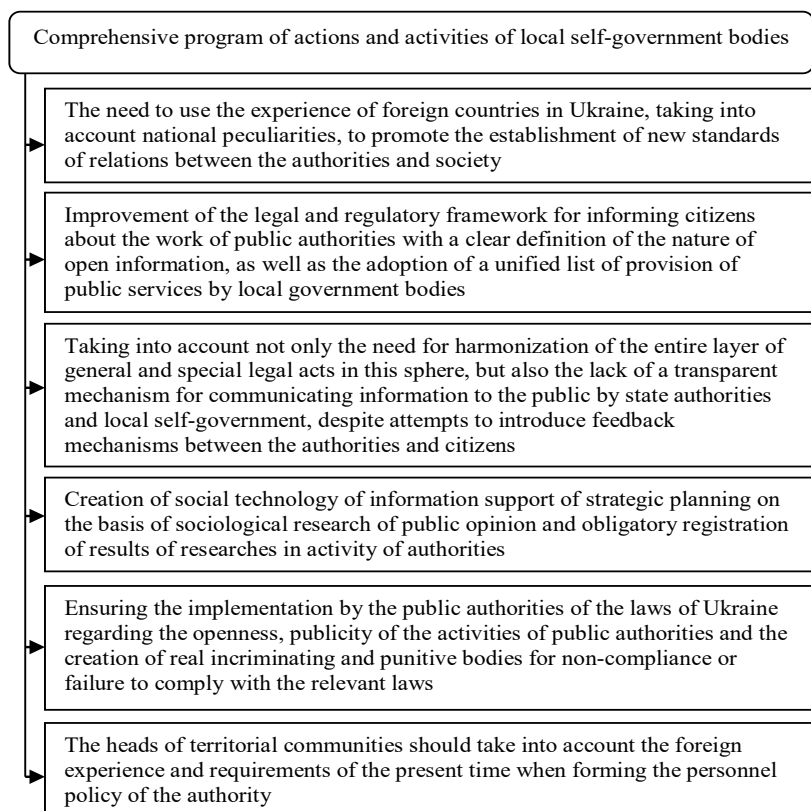 Comprehensive program of actions and activities of local self-government bodies
The need to use the experience of foreign countries in Ukraine, taking into
account national peculiarities, to promote the establishment of new standards
of relations between the authorities and society
Improvement of the legal and regulatory framework for informing citizens
about the work of public authorities with a clear definition of the nature of
open information, as well as the adoption of a unified list of provision of
public services by local government bodies
Taking into account not only the need for harmonization of the entire layer of
general and special legal acts in this sphere, but also the lack of a transparent
mechanism for communicating information to the public by state authorities
and local self-government, despite attempts to introduce feedback
mechanisms between the authorities and citizens
Creation of social technology of information support of strategic planning on
the basis of sociological research of public opinion and obligatory registration
of results of researches in activity of authorities
Ensuring the implementation by the public authorities of the laws of Ukraine
regarding the openness, publicity of the activities of public authorities and the
creation of real incriminating and punitive bodies for non-compliance or
failure to comply with the relevant laws
The heads of territorial communities should take into account the foreign
experience and requirements of the present time when forming the personnel
policy of the authority